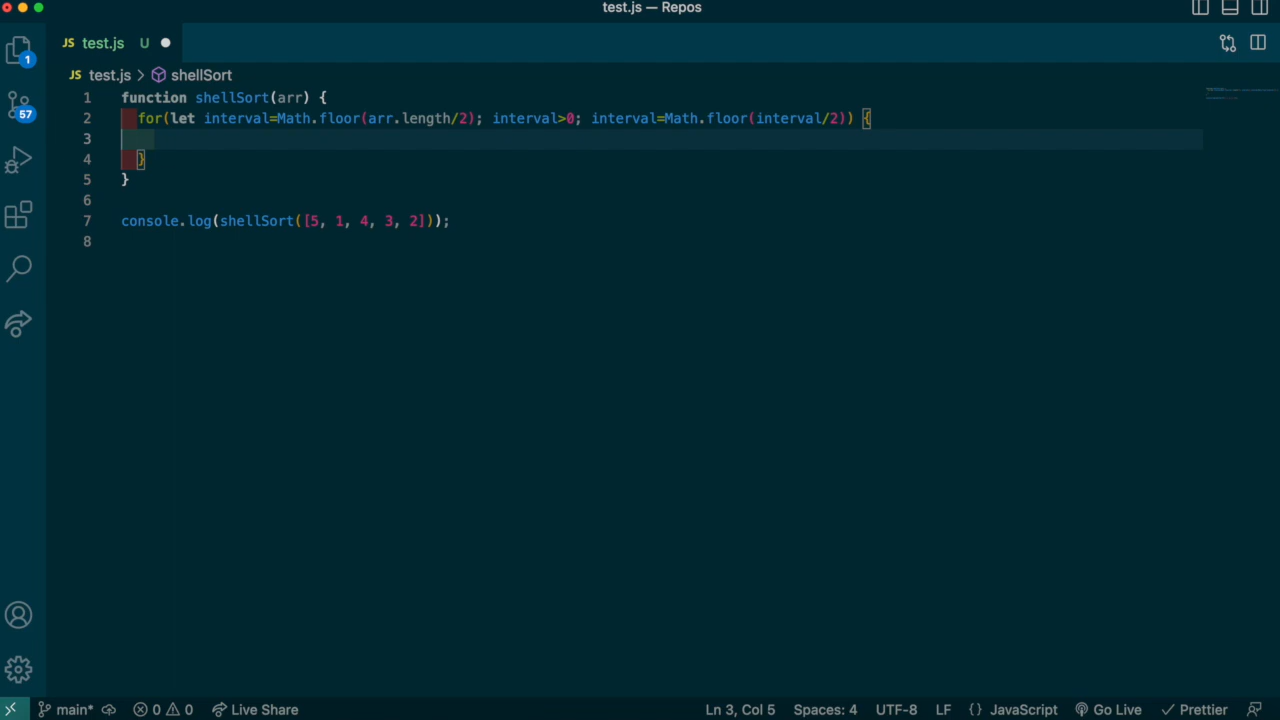 test.js — Repos
1
JS test.js U
JS test.js > shellSort
57
1 function shellSort(arr) {
2 for(let interval=Math.floor(arr.length/2); interval>0; interval=Math.floor(interval/2)) {
3
4 }
5 }
6
7 console.log(shellSort([5, 1, 4, 3, 2]));
8
main* 0 0 Live Share Ln 3, Col 5 Spaces: 4 UTF-8 LF {} JavaScript Go Live Prettier